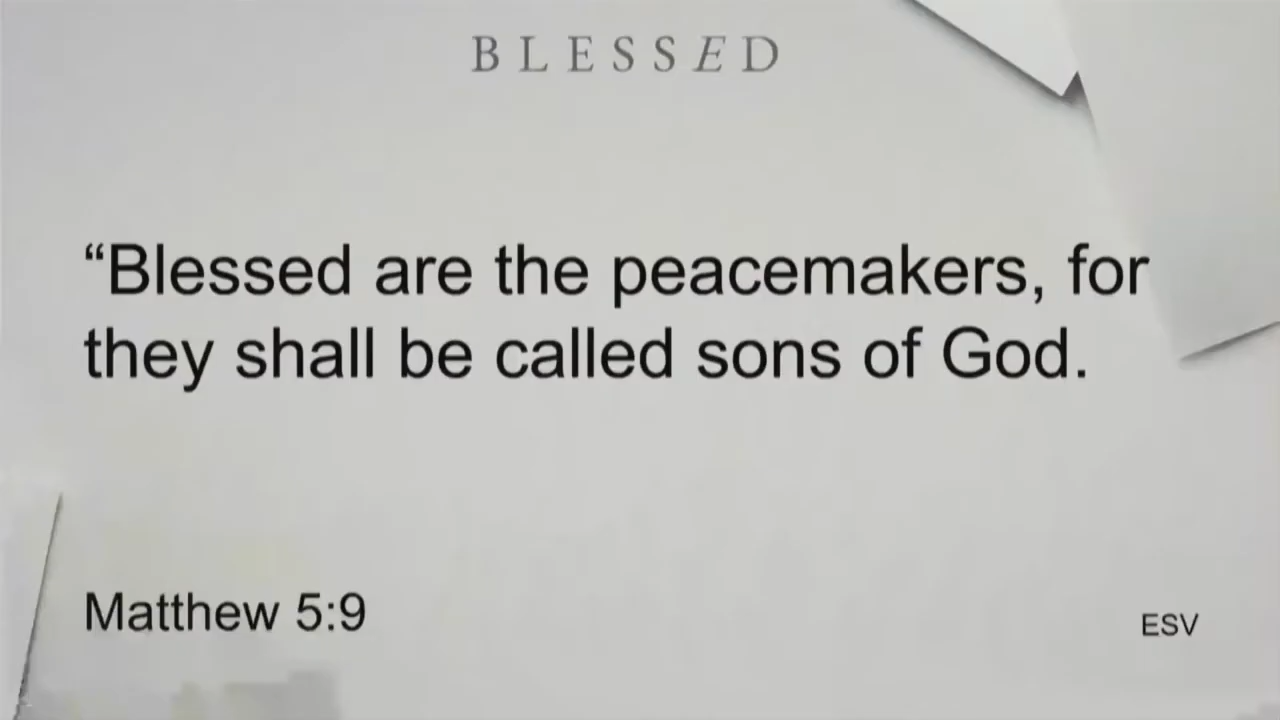 BLESSED
“Blessed are the peacemakers, for
they shall be called sons of God.
Matthew 5:9
ESV